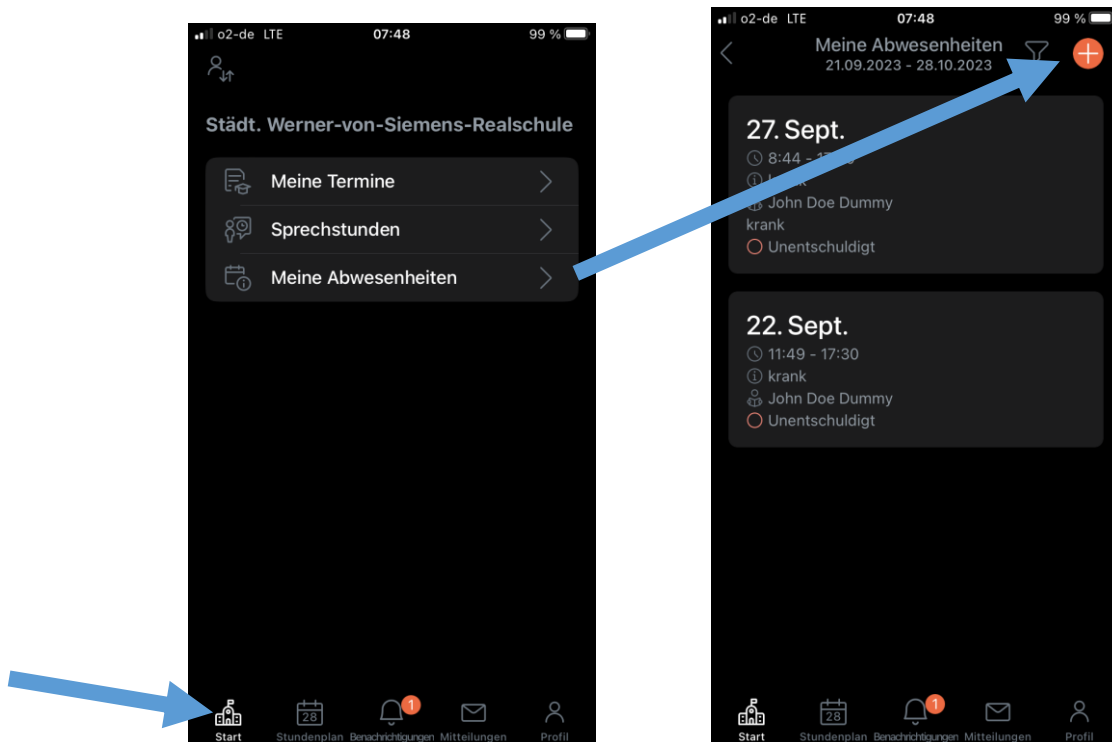 o2-de LTE 07:48 99 %
Städt. Werner-von-Siemens-Realschule
Meine Termine
Sprechstunden
Meine Abwesenheiten
Start 28 Stundenplan 1 Benachrichtigungen Mitteilungen Profil
o2-de LTE 07:48 99 %
Meine Abwesenheiten
21.09.2023 - 28.10.2023
27. Sept.
8:44 -
John Doe Dummy
krank
Unentschuldigt
22. Sept.
11:49 - 17:30
krank
John Doe Dummy
Unentschuldigt
Start 28 Stundenplan 1 Benachrichtigungen Mitteilungen Profil